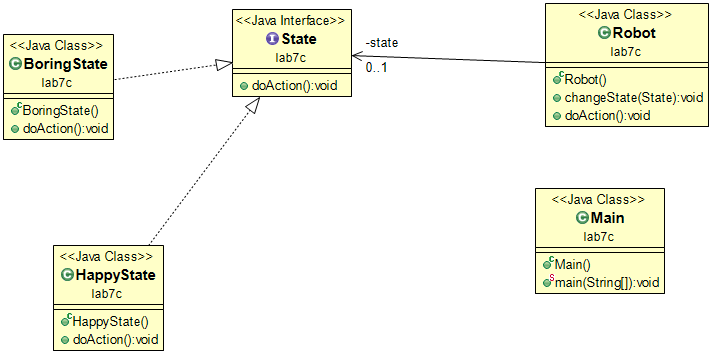 <<Java Class>>
BoringState
lab7c
BoringState()
doAction():void
<<Java Interface>>
State
lab7c
doAction():void
-state
0..1
<<Java Class>>
Robot
lab7c
Robot()
changeState(State):void
doAction():void
<<Java Class>>
HappyState
lab7c
HappyState()
doAction():void
<<Java Class>>
Main
lab7c
Main()
main(String[]):void